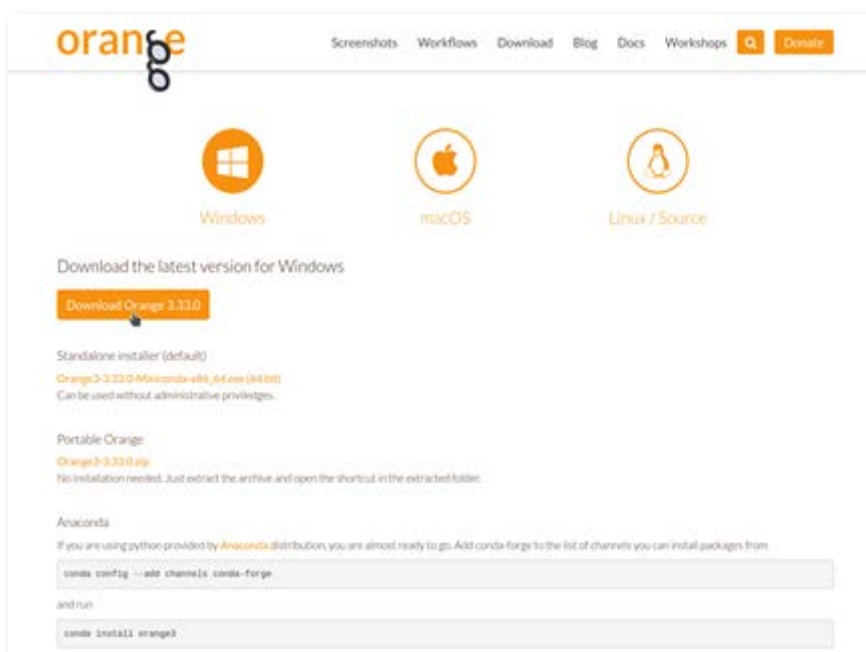 orange
Screenshots Workflows Download Blog Docs Workshops Donate
Windows macOS Linux / Source
Download the latest version for Windows
Download Orange 3.33.0
Standalone installer (default)
Orange3-3.33.0-Miniconda-x86_64.exe (64 bit)
Can be used without administrative priviledges.
Portable Orange
Orange3-3.33.0.zip
No installation needed. Just extract the archive and open the shortcut in the extracted folder.
Anaconda
If you are using python provided by Anaconda distribution, you are almost ready to go. Add conda-forge to the list of channels you can install packages from
conda config --add channels conda-forge
and run
conda install orange3